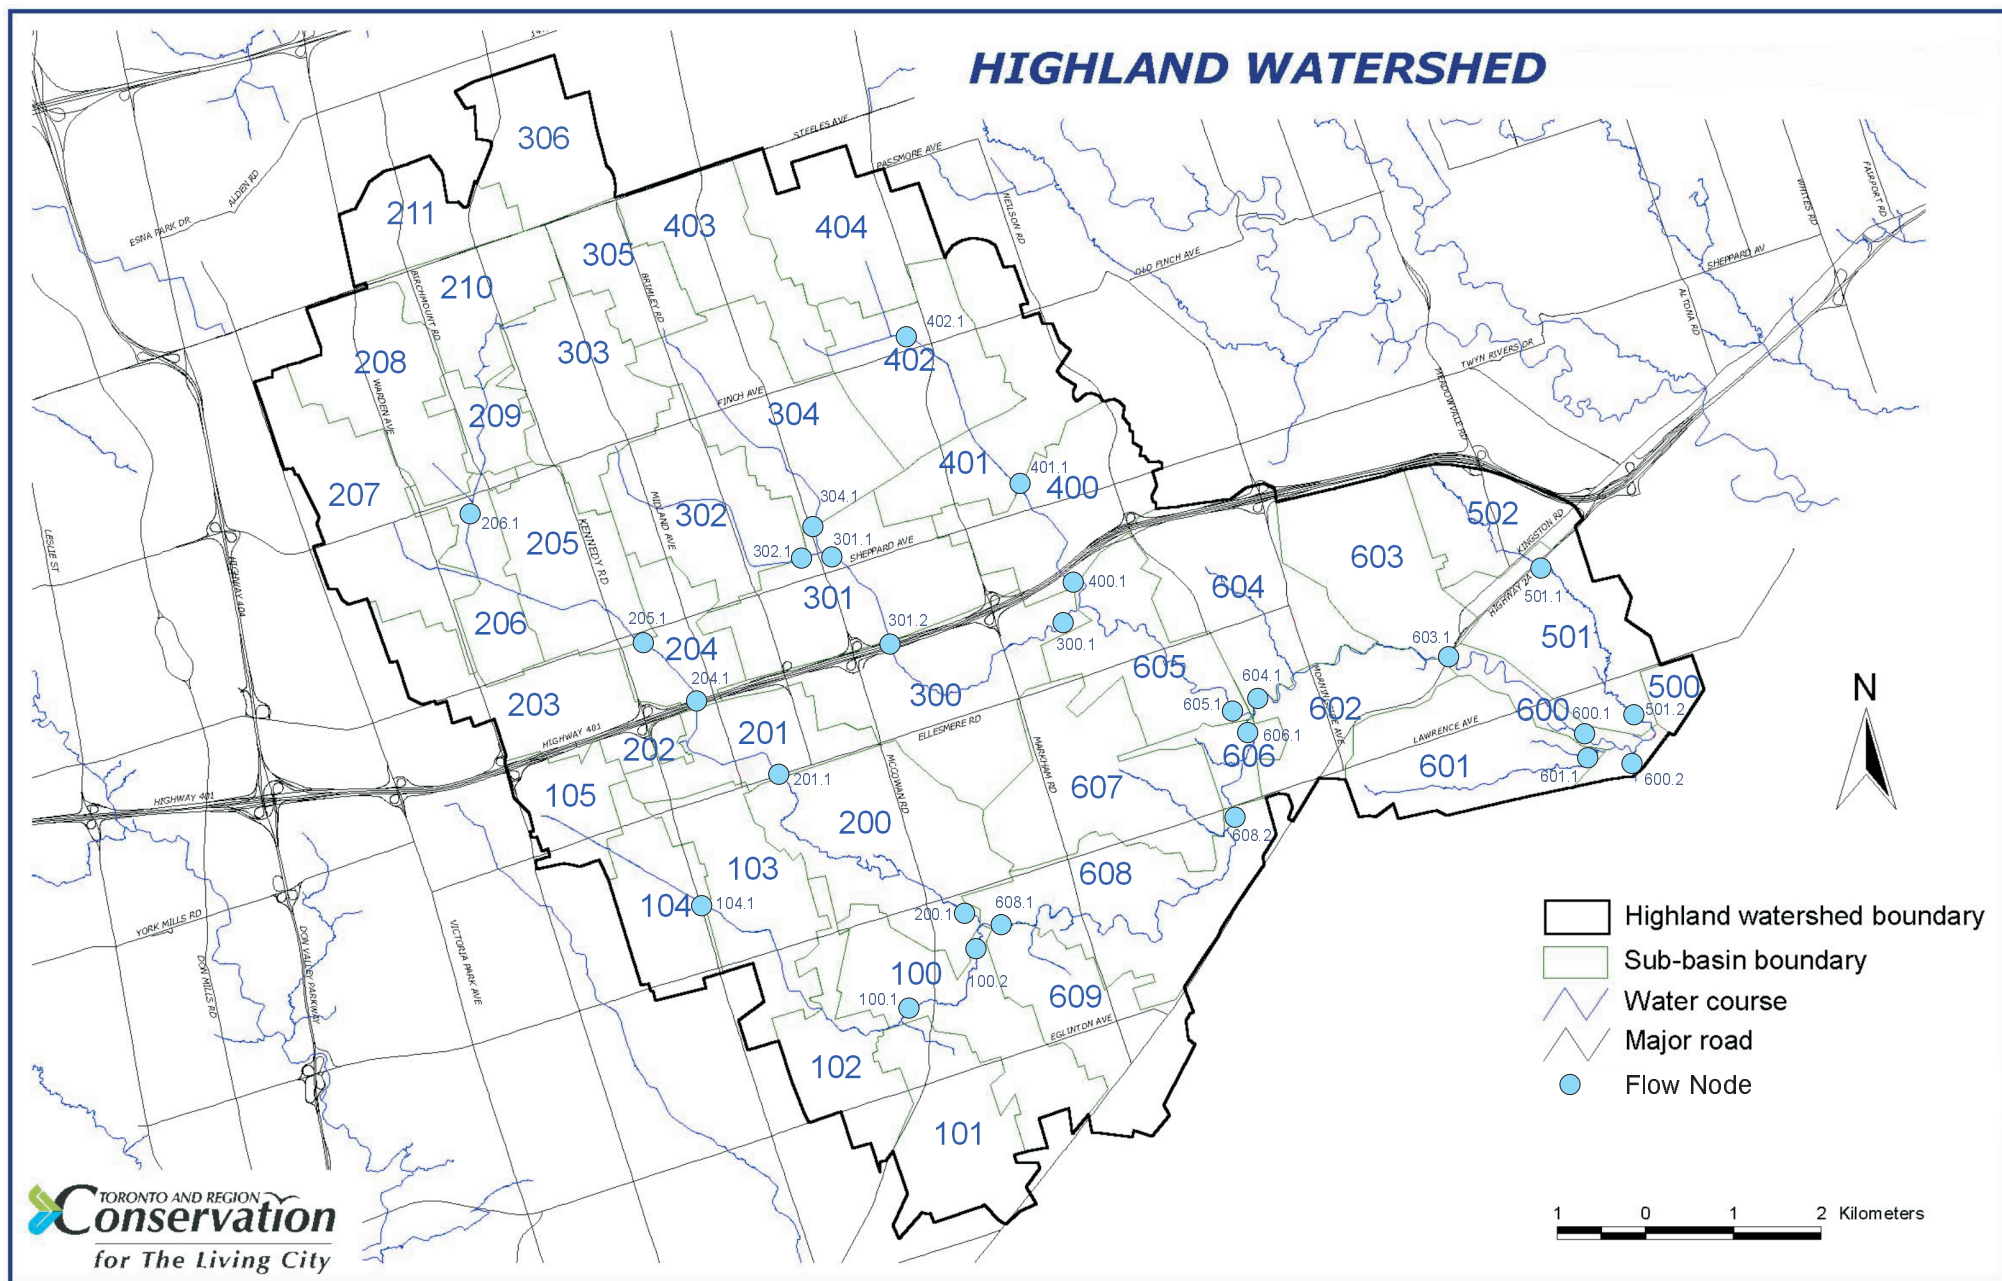 HIGHLAND WATERSHED
14T
STEELES AVE
PASSMORE AVE
ALDEN RD
ESNA PARK DR
NEILSON RD
OLD FINCH AVE
SHEPPARD AV
WHITES RD
FAIRPORT RD
ALTONA RD
TWYN RIVERS DR
MEADOWVALE RD
BIRCHMOUNT RD
BRIMLEY RD
WARDEN AVE
FINCH AVE
MIDLAND AVE
KENNEDY RD
SHEPPARD AVE
LESLIE ST
HIGHWAY 404
KINGSTON RD
HIGHWAY 2A
HIGHWAY 401
HIGHWAY 401
ELLESMERE RD
MCCOWAN RD
MARKHAM RD
MORNINGSIDE AVE
LAWRENCE AVE
YORK MILLS RD
DON MILLS RD
DON VALLEY PARKWAY
VICTORIA PARK AVE
EGLINTON AVE
306
211
403
404
305
210
303
208
402.1
402
209
304
207
401
401.1
400
206.1
205
302
304.1
302.1
301.1
502
603
501.1
604
400.1
301
206
205.1
204
301.2
300.1
605
603.1
501
203
204.1
300
604.1
605.1
602
600
600.1
500
501.2
202
201
606.1
606
601
601.1
600.2
105
201.1
607
200
608.2
103
608
104
104.1
200.1
608.1
100
100.1
100.2
609
102
101
N
Highland watershed boundary
Sub-basin boundary
Water course
Major road
Flow Node
1 0 1 2 Kilometers
TORONTO AND REGION
Conservation
for The Living City